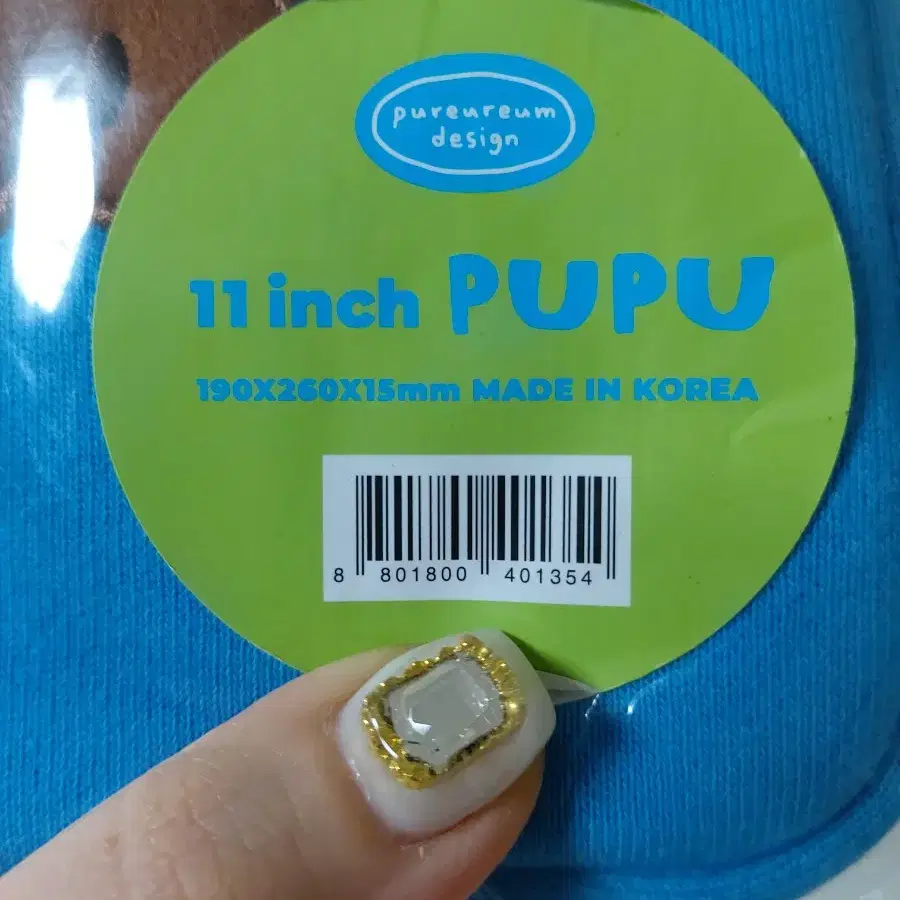 pureureum
design
11 inch PUPU
190X260X15mm MADE IN KOREA
8 801800 401354